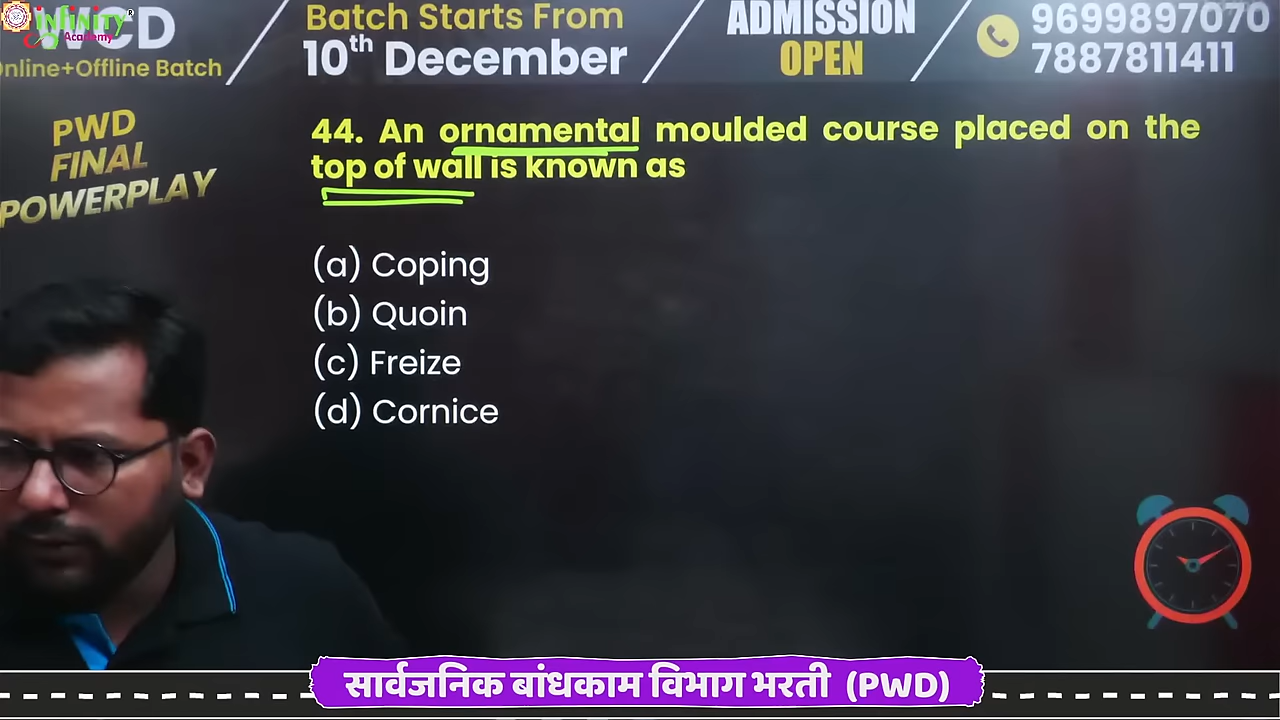 infinity
Academy
WCD
Online+Offline Batch
Batch Starts From
10th December
ADMISSION
OPEN
9699897070
7887811411
PWD
FINAL
POWERPLAY
44. An ornamental moulded course placed on the
top of wall is known as
(a) Coping
(b) Quoin
(c) Freize
(d) Cornice
सार्वजनिक बांधकाम विभाग भरती (PWD)